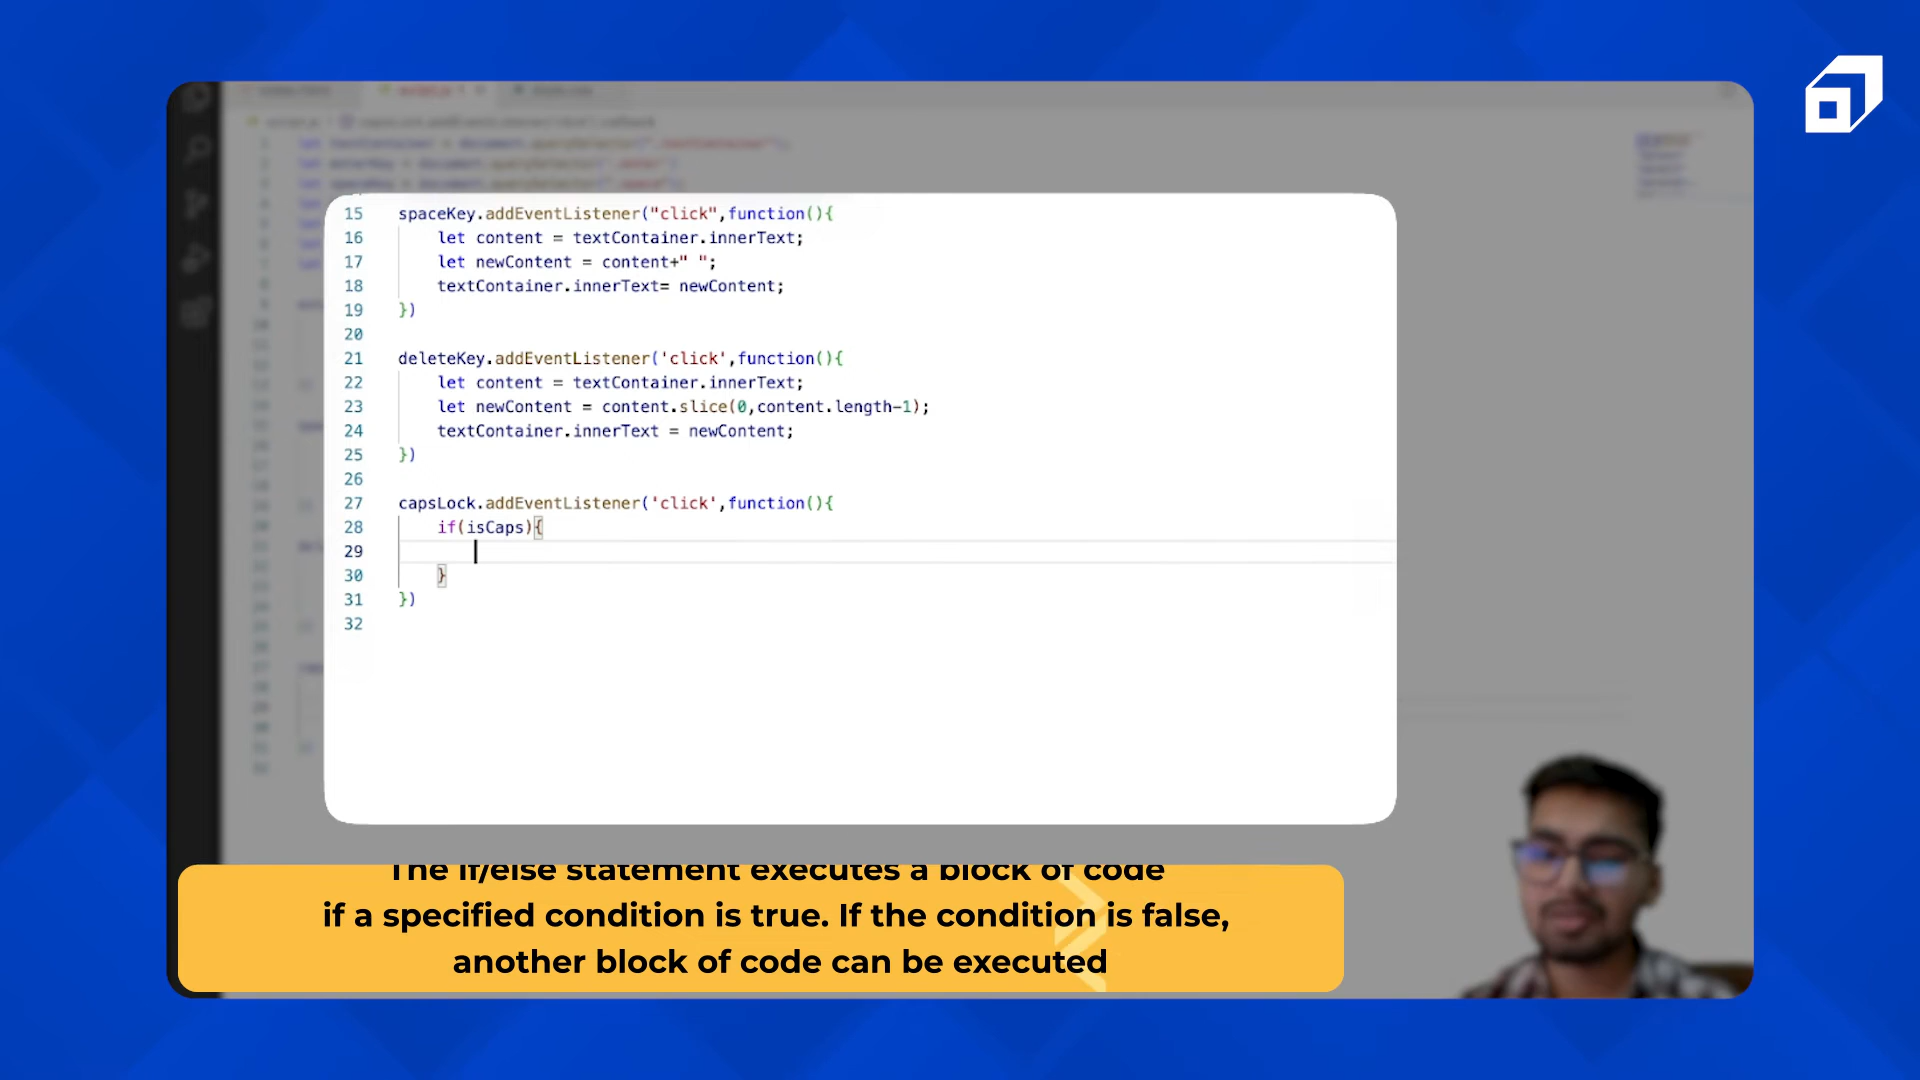 15 spaceKey.addEventListener("click",function(){
16 let content = textContainer.innerText;
17 let newContent = content+" ";
18 textContainer.innerText= newContent;
19 })
20
21 deleteKey.addEventListener('click',function(){
22 let content = textContainer.innerText;
23 let newContent = content.slice(0,content.length-1);
24 textContainer.innerText = newContent;
25 })
26
27 capsLock.addEventListener('click',function(){
28 if(isCaps){
29
30 }
31 })
32
The if/else statement executes a block of code
if a specified condition is true. If the condition is false,
another block of code can be executed